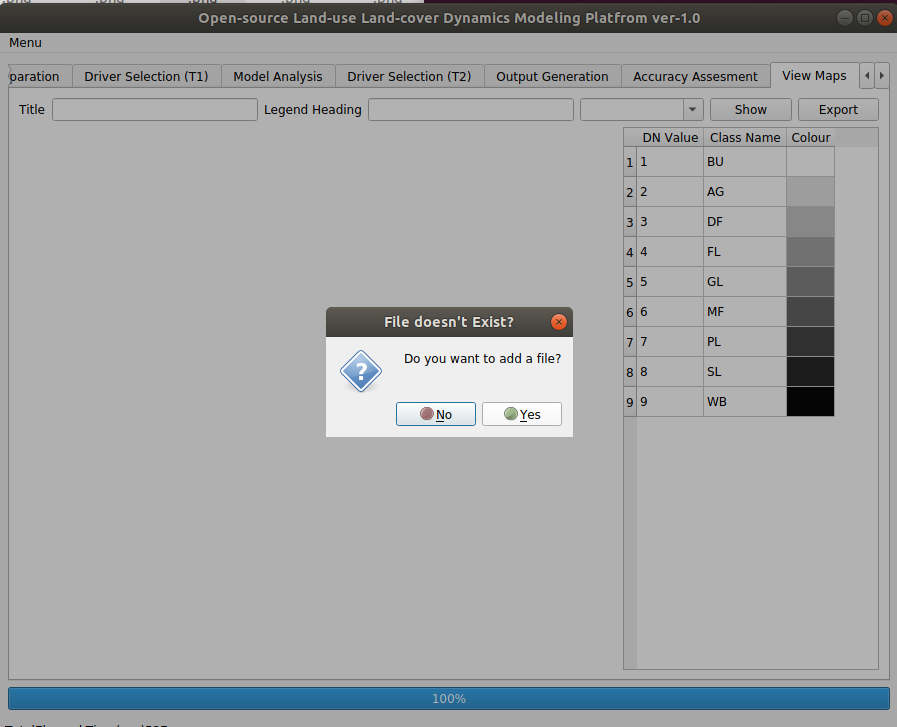 Open-source Land-use Land-cover Dynamics Modeling Platfrom ver-1.0
Menu
paration Driver Selection (T1) Model Analysis Driver Selection (T2) Output Generation Accuracy Assesment View Maps
Title Legend Heading Show Export
DN Value Class Name Colour
1 1 BU
2 2 AG
3 3 DF
4 4 FL
5 5 GL
6 6 MF
7 7 PL
8 8 SL
9 9 WB
File doesn't Exist?
Do you want to add a file?
No Yes
100%